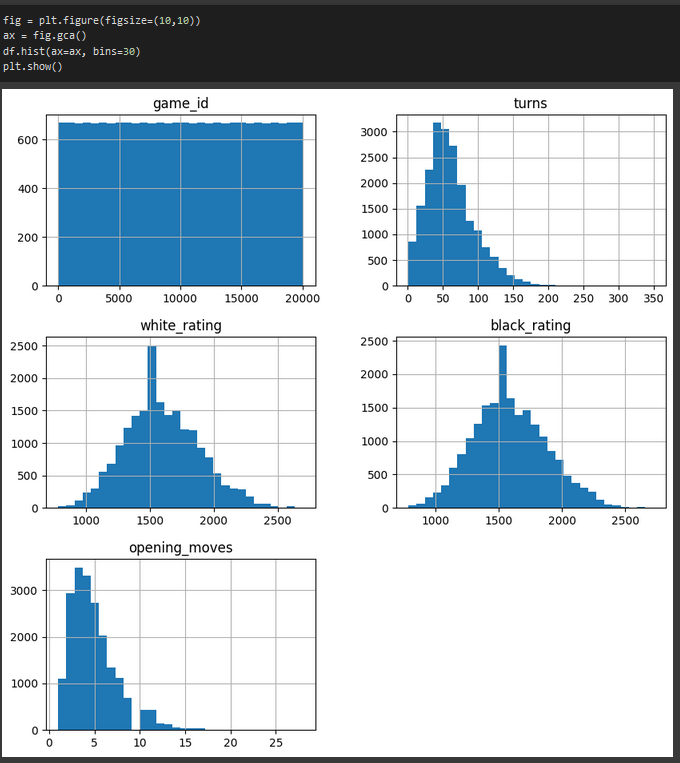 fig = plt.figure(figsize=(10,10))
ax = fig.gca()
df.hist(ax=ax, bins=30)
plt.show()
game_id
turns
600
400
200
0
0 5000 10000 15000 20000
3000
2500
2000
1500
1000
500
0
0 50 100 150 200 250 300 350
white_rating
black_rating
2500
2000
1500
1000
500
0
1000 1500 2000 2500
2500
2000
1500
1000
500
0
1000 1500 2000 2500
opening_moves
3000
2000
1000
0
0 5 10 15 20 25